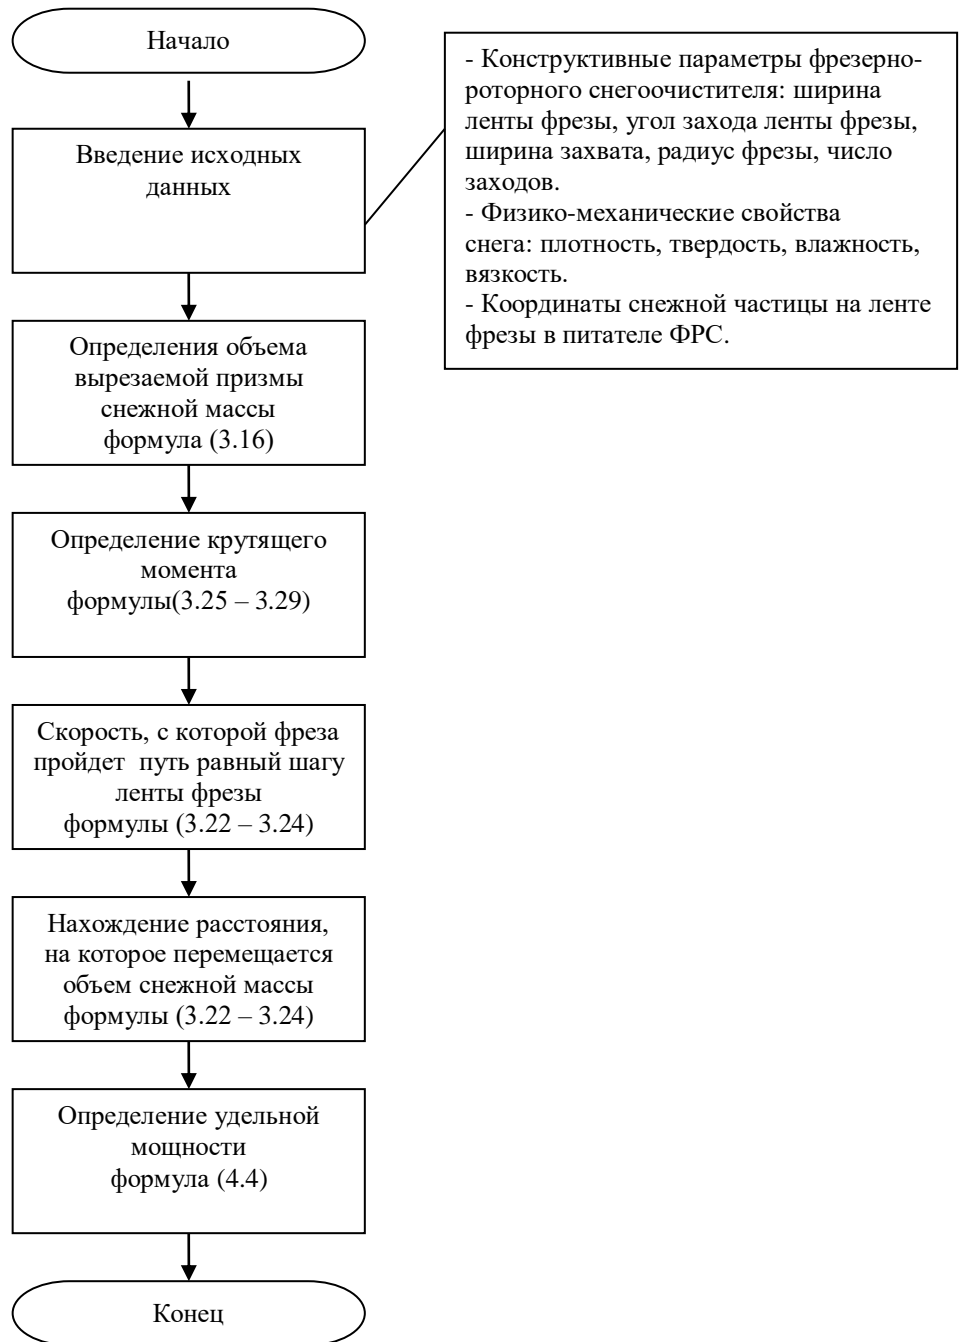 Начало
Введение исходных
данных
- Конструктивные параметры фрезерно-
роторного снегоочистителя: ширина
ленты фрезы, угол захода ленты фрезы,
ширина захвата, радиус фрезы, число
заходов.
- Физико-механические свойства
снега: плотность, твердость, влажность,
вязкость.
- Координаты снежной частицы на ленте
фрезы в питателе ФРС.
Определения объема
вырезаемой призмы
снежной массы
формула (3.16)
Определение крутящего
момента
формулы(3.25 – 3.29)
Скорость, с которой фреза
пройдет  путь равный шагу
ленты фрезы
формулы (3.22 – 3.24)
Нахождение расстояния,
на которое перемещается
объем снежной массы
формулы (3.22 – 3.24)
Определение удельной
мощности
формула (4.4)
Конец